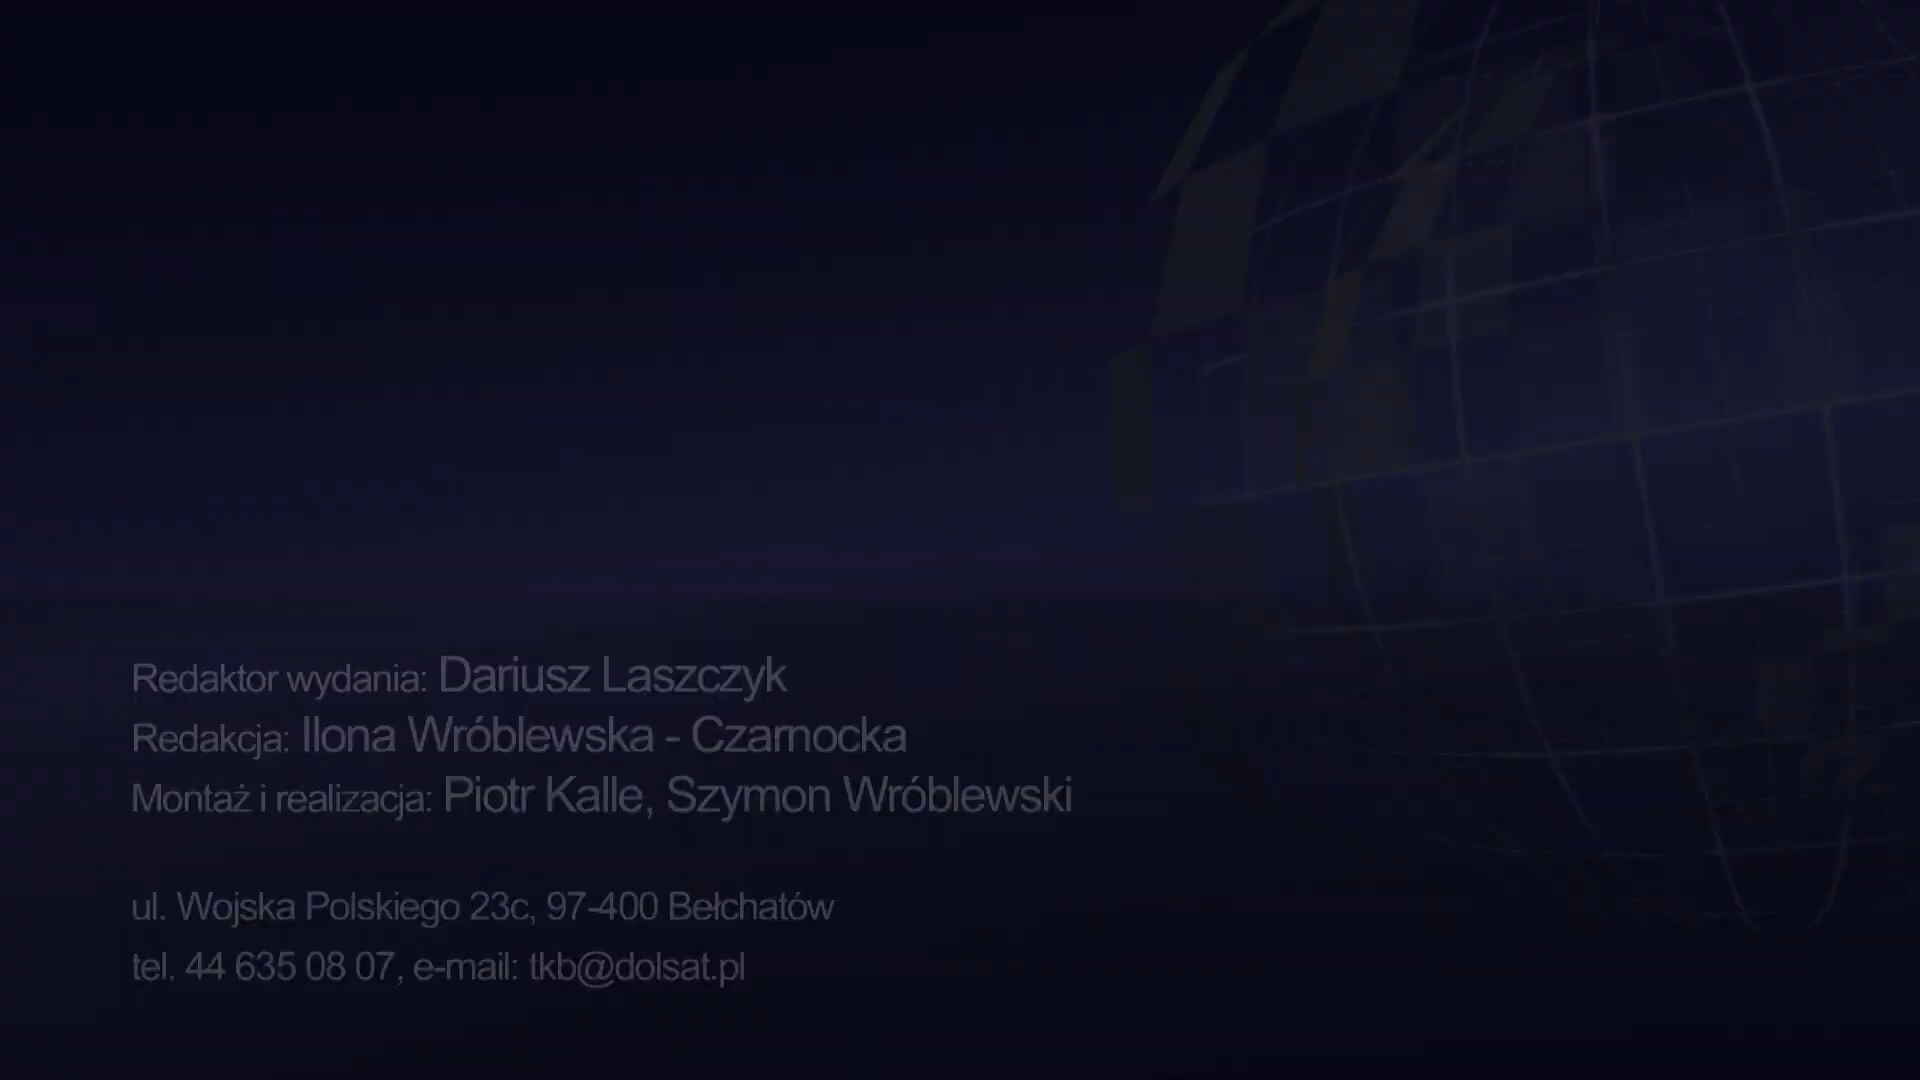 Redaktor wydania: Dariusz Laszczyk
Redakcja: Ilona Wróblewska - Czarnocka
Montaż i realizacja: Piotr Kalle, Szymon Wróblewski
ul. Wojska Polskiego 23c, 97-400 Bełchatów
tel. 44 635 08 07, e-mail: tkb@dolsat.pl